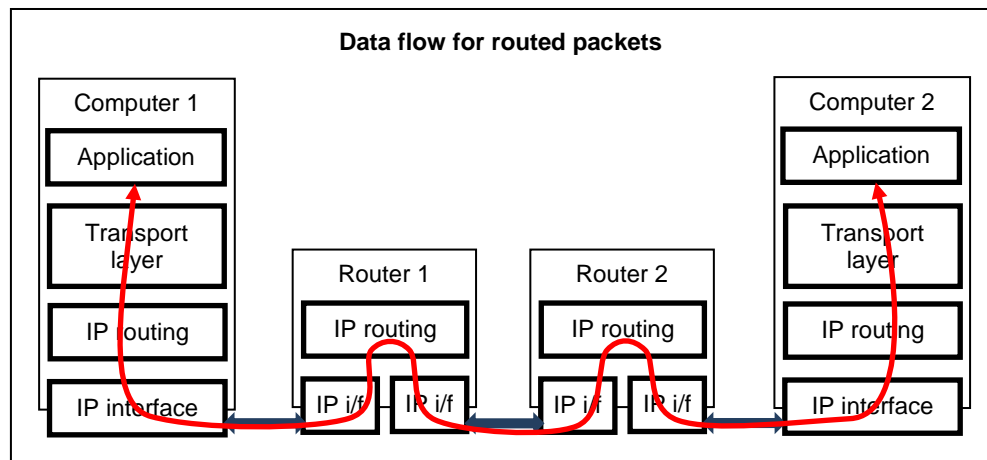 Data flow for routed packets
Computer 1
Application
Transport
layer
IP routing
IP interface
Router 1
IP routing
IP i/f
IP i/f
Router 2
IP routing
IP i/f
IP i/f
Computer 2
Application
Transport
layer
IP routing
IP interface